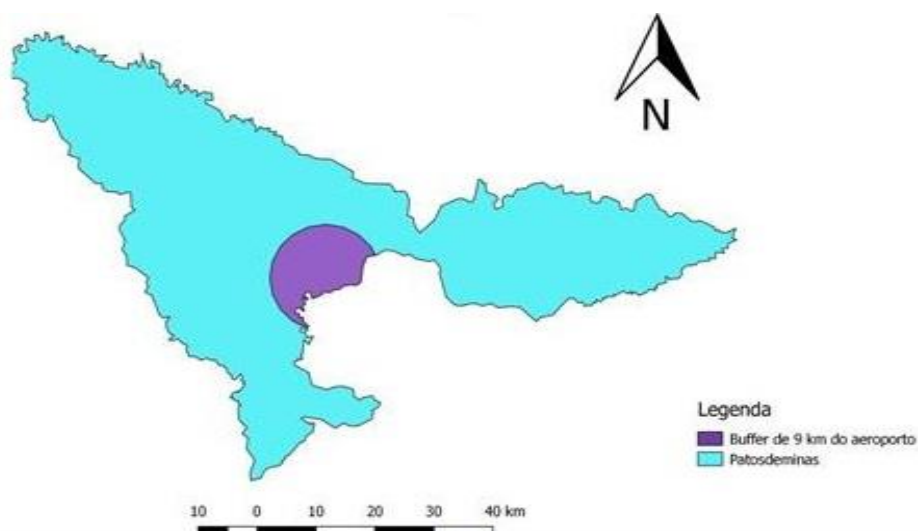 N
Legenda
Buffer de 9 km do aeroporto
Patosdeminas
10 0 10 20 30 40 km